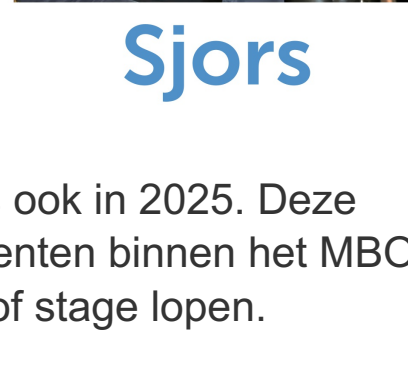 Sjors
ook in 2025. Deze
enten binnen het MBO
of stage lopen.